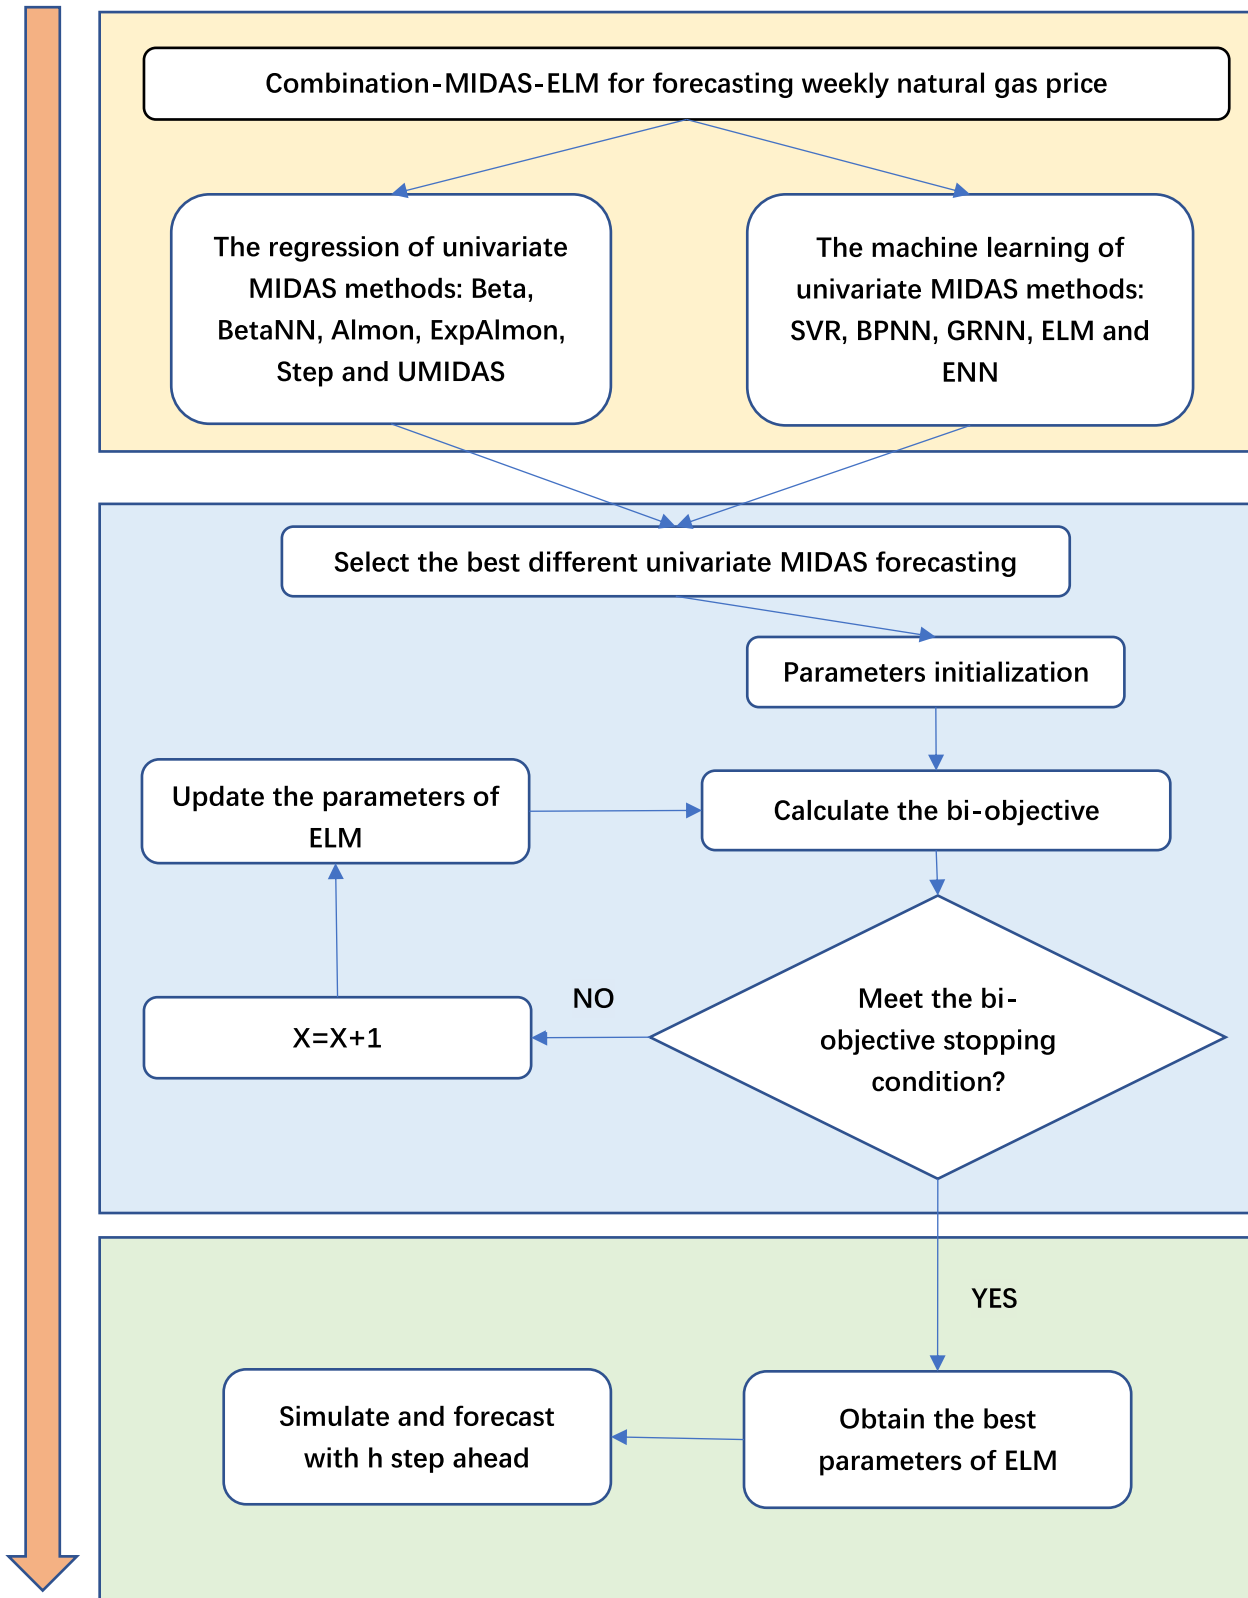 Combination-MIDAS-ELM for forecasting weekly natural gas price
The regression of univariate
MIDAS methods: Beta,
BetaNN, Almon, ExpAlmon,
Step and UMIDAS
The machine learning of
univariate MIDAS methods:
SVR, BPNN, GRNN, ELM and
ENN
Select the best different univariate MIDAS forecasting
Parameters initialization
Update the parameters of
ELM
Calculate the bi-objective
Meet the bi-
objective stopping
condition?
NO
X=X+1
YES
Simulate and forecast
with h step ahead
Obtain the best
parameters of ELM